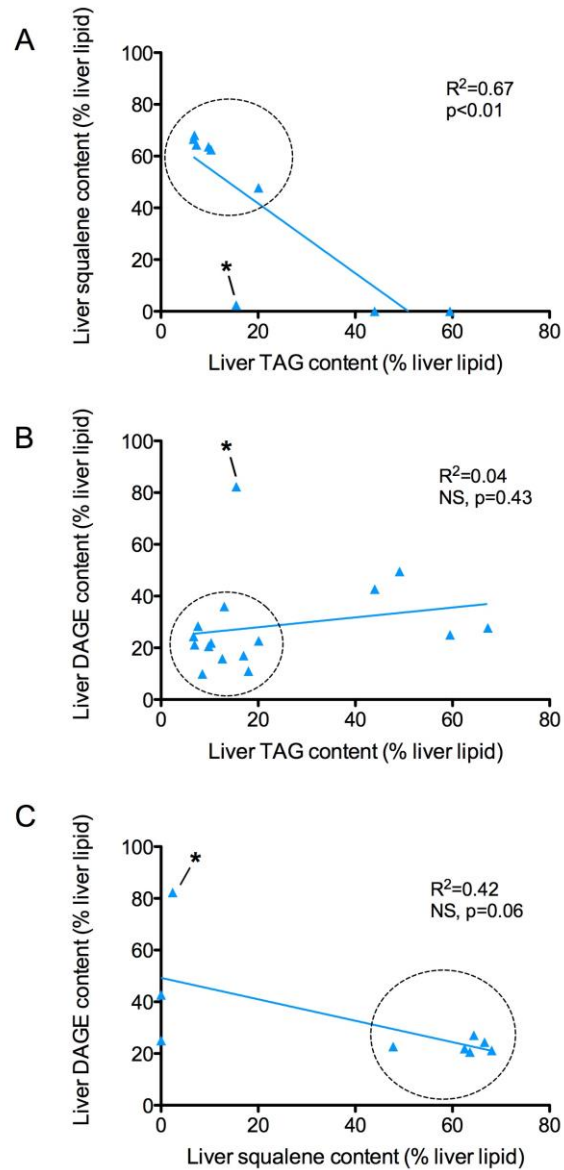 A
Liver squalene content (% liver lipid)
100
80
60
40
20
0
R²=0.67
p<0.01
*
0 20 40 60 80
Liver TAG content (% liver lipid)
B
Liver DAGE content (% liver lipid)
100
80
60
40
20
0
*
R²=0.04
NS, p=0.43
0 20 40 60 80
Liver TAG content (% liver lipid)
C
Liver DAGE content (% liver lipid)
100
80
60
40
20
0
*
R²=0.42
NS, p=0.06
0 20 40 60 80
Liver squalene content (% liver lipid)